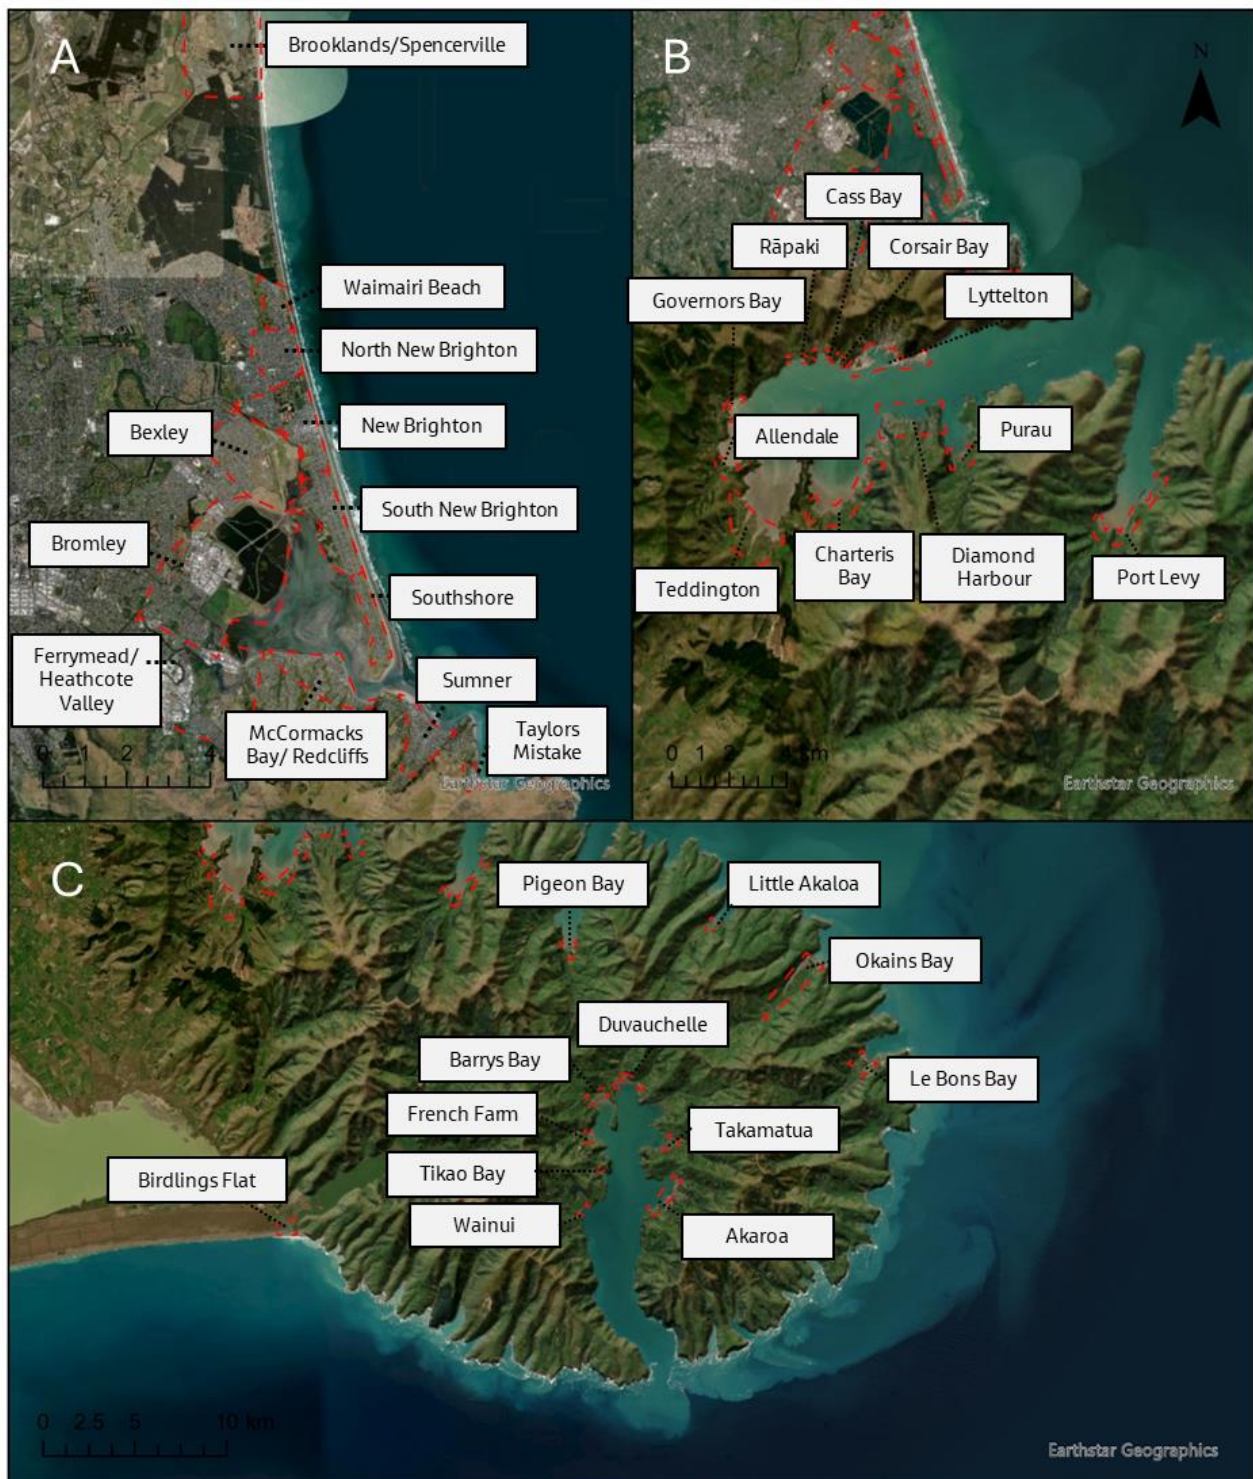 A
Brooklands/Spencerville
Waimairi Beach
North New Brighton
New Brighton
Bexley
South New Brighton
Bromley
Southshore
Ferrymead/
Heathcote
Valley
Sumner
McCormacks
Bay/ Redcliffs
Taylors
Mistake
0 1 2 4
Earthstar Geographics
B
N
Cass Bay
Rāpaki
Corsair Bay
Governors Bay
Lyttelton
Allendale
Purau
Charteris
Bay
Diamond
Harbour
Port Levy
Teddington
0 1 2 4 km
Earthstar Geographics
C
Pigeon Bay
Little Akaloa
Okains Bay
Duvauchelle
Barrys Bay
Le Bons Bay
French Farm
Takamatua
Tikao Bay
Birdlings Flat
Wainui
Akaroa
0 2.5 5 10 km
Earthstar Geographics